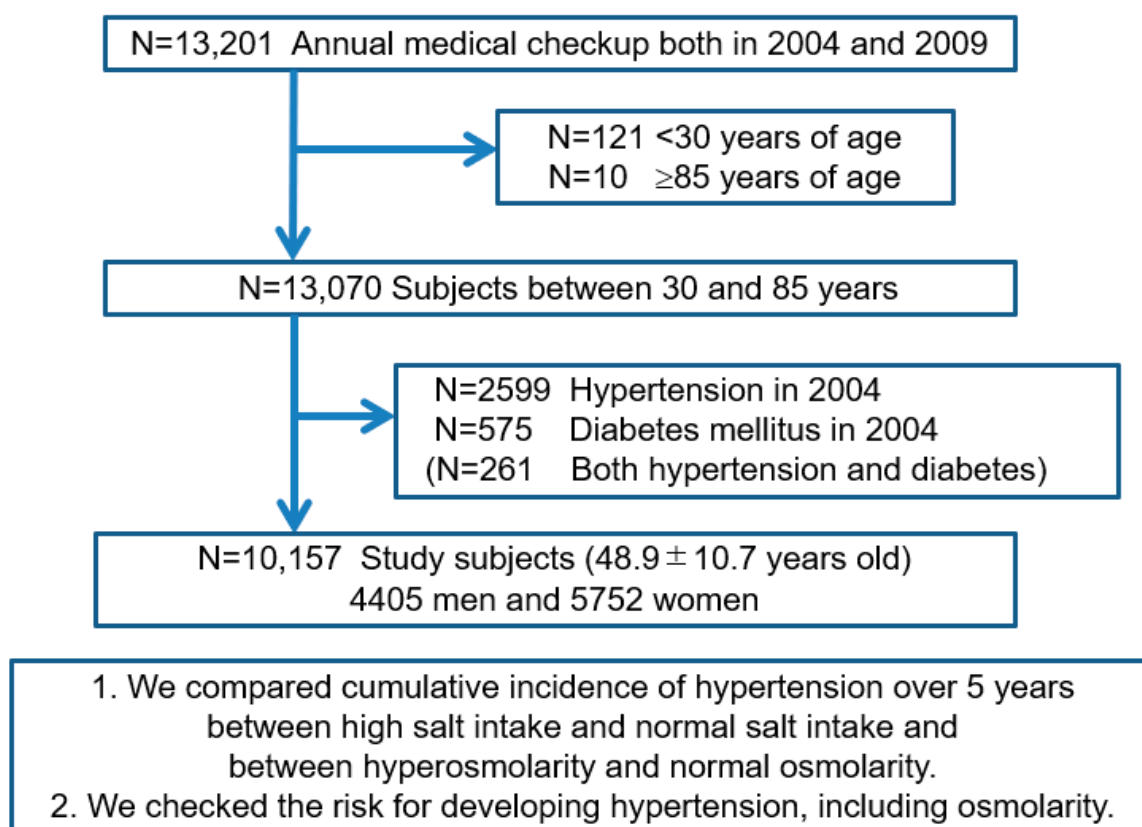 N=13,201 Annual medical checkup both in 2004 and 2009
N=121 <30 years of age
N=10 ≥85 years of age
N=13,070 Subjects between 30 and 85 years
N=2599 Hypertension in 2004
N=575 Diabetes mellitus in 2004
(N=261 Both hypertension and diabetes)
N=10,157 Study subjects (48.9±10.7 years old)
4405 men and 5752 women
1. We compared cumulative incidence of hypertension over 5 years
between high salt intake and normal salt intake and
between hyperosmolarity and normal osmolarity.
2. We checked the risk for developing hypertension, including osmolarity.